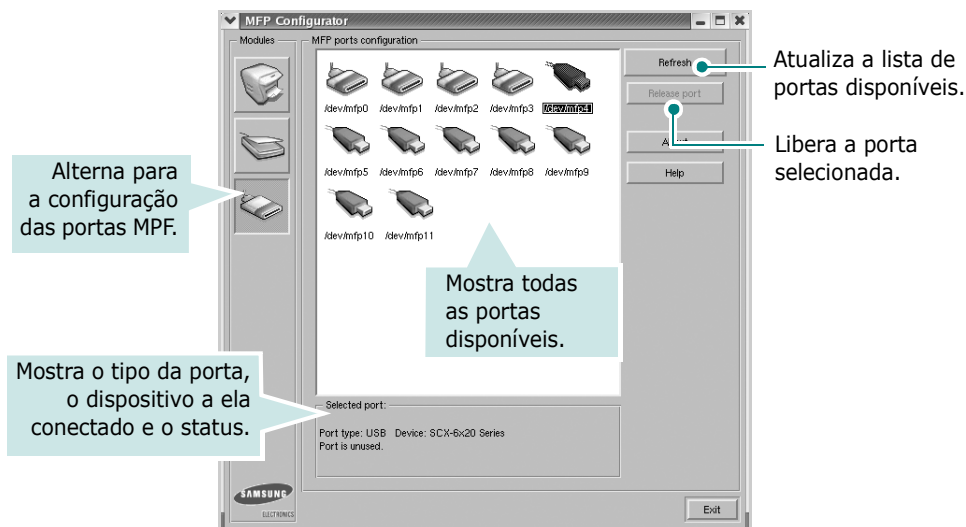 MFP Configurator
Modules
MFP ports configuration
/dev/mfp0 /dev/mfp1 /dev/mfp2 /dev/mfp3 /dev/mfp4
/dev/mfp5 /dev/mfp6 /dev/mfp7 /dev/mfp8 /dev/mfp9
/dev/mfp10 /dev/mfp11
Refresh
Release port
Help
Atualiza a lista de
portas disponíveis.
Libera a porta
selecionada.
Alterna para
a configuração
das portas MPF.
Mostra todas
as portas
disponíveis.
Mostra o tipo da porta,
o dispositivo a ela
conectado e o status.
Selected port:
Port type: USB Device: SCX-6x20 Series
Port is unused.
SAMSUNG
ELECTRONICS
Exit